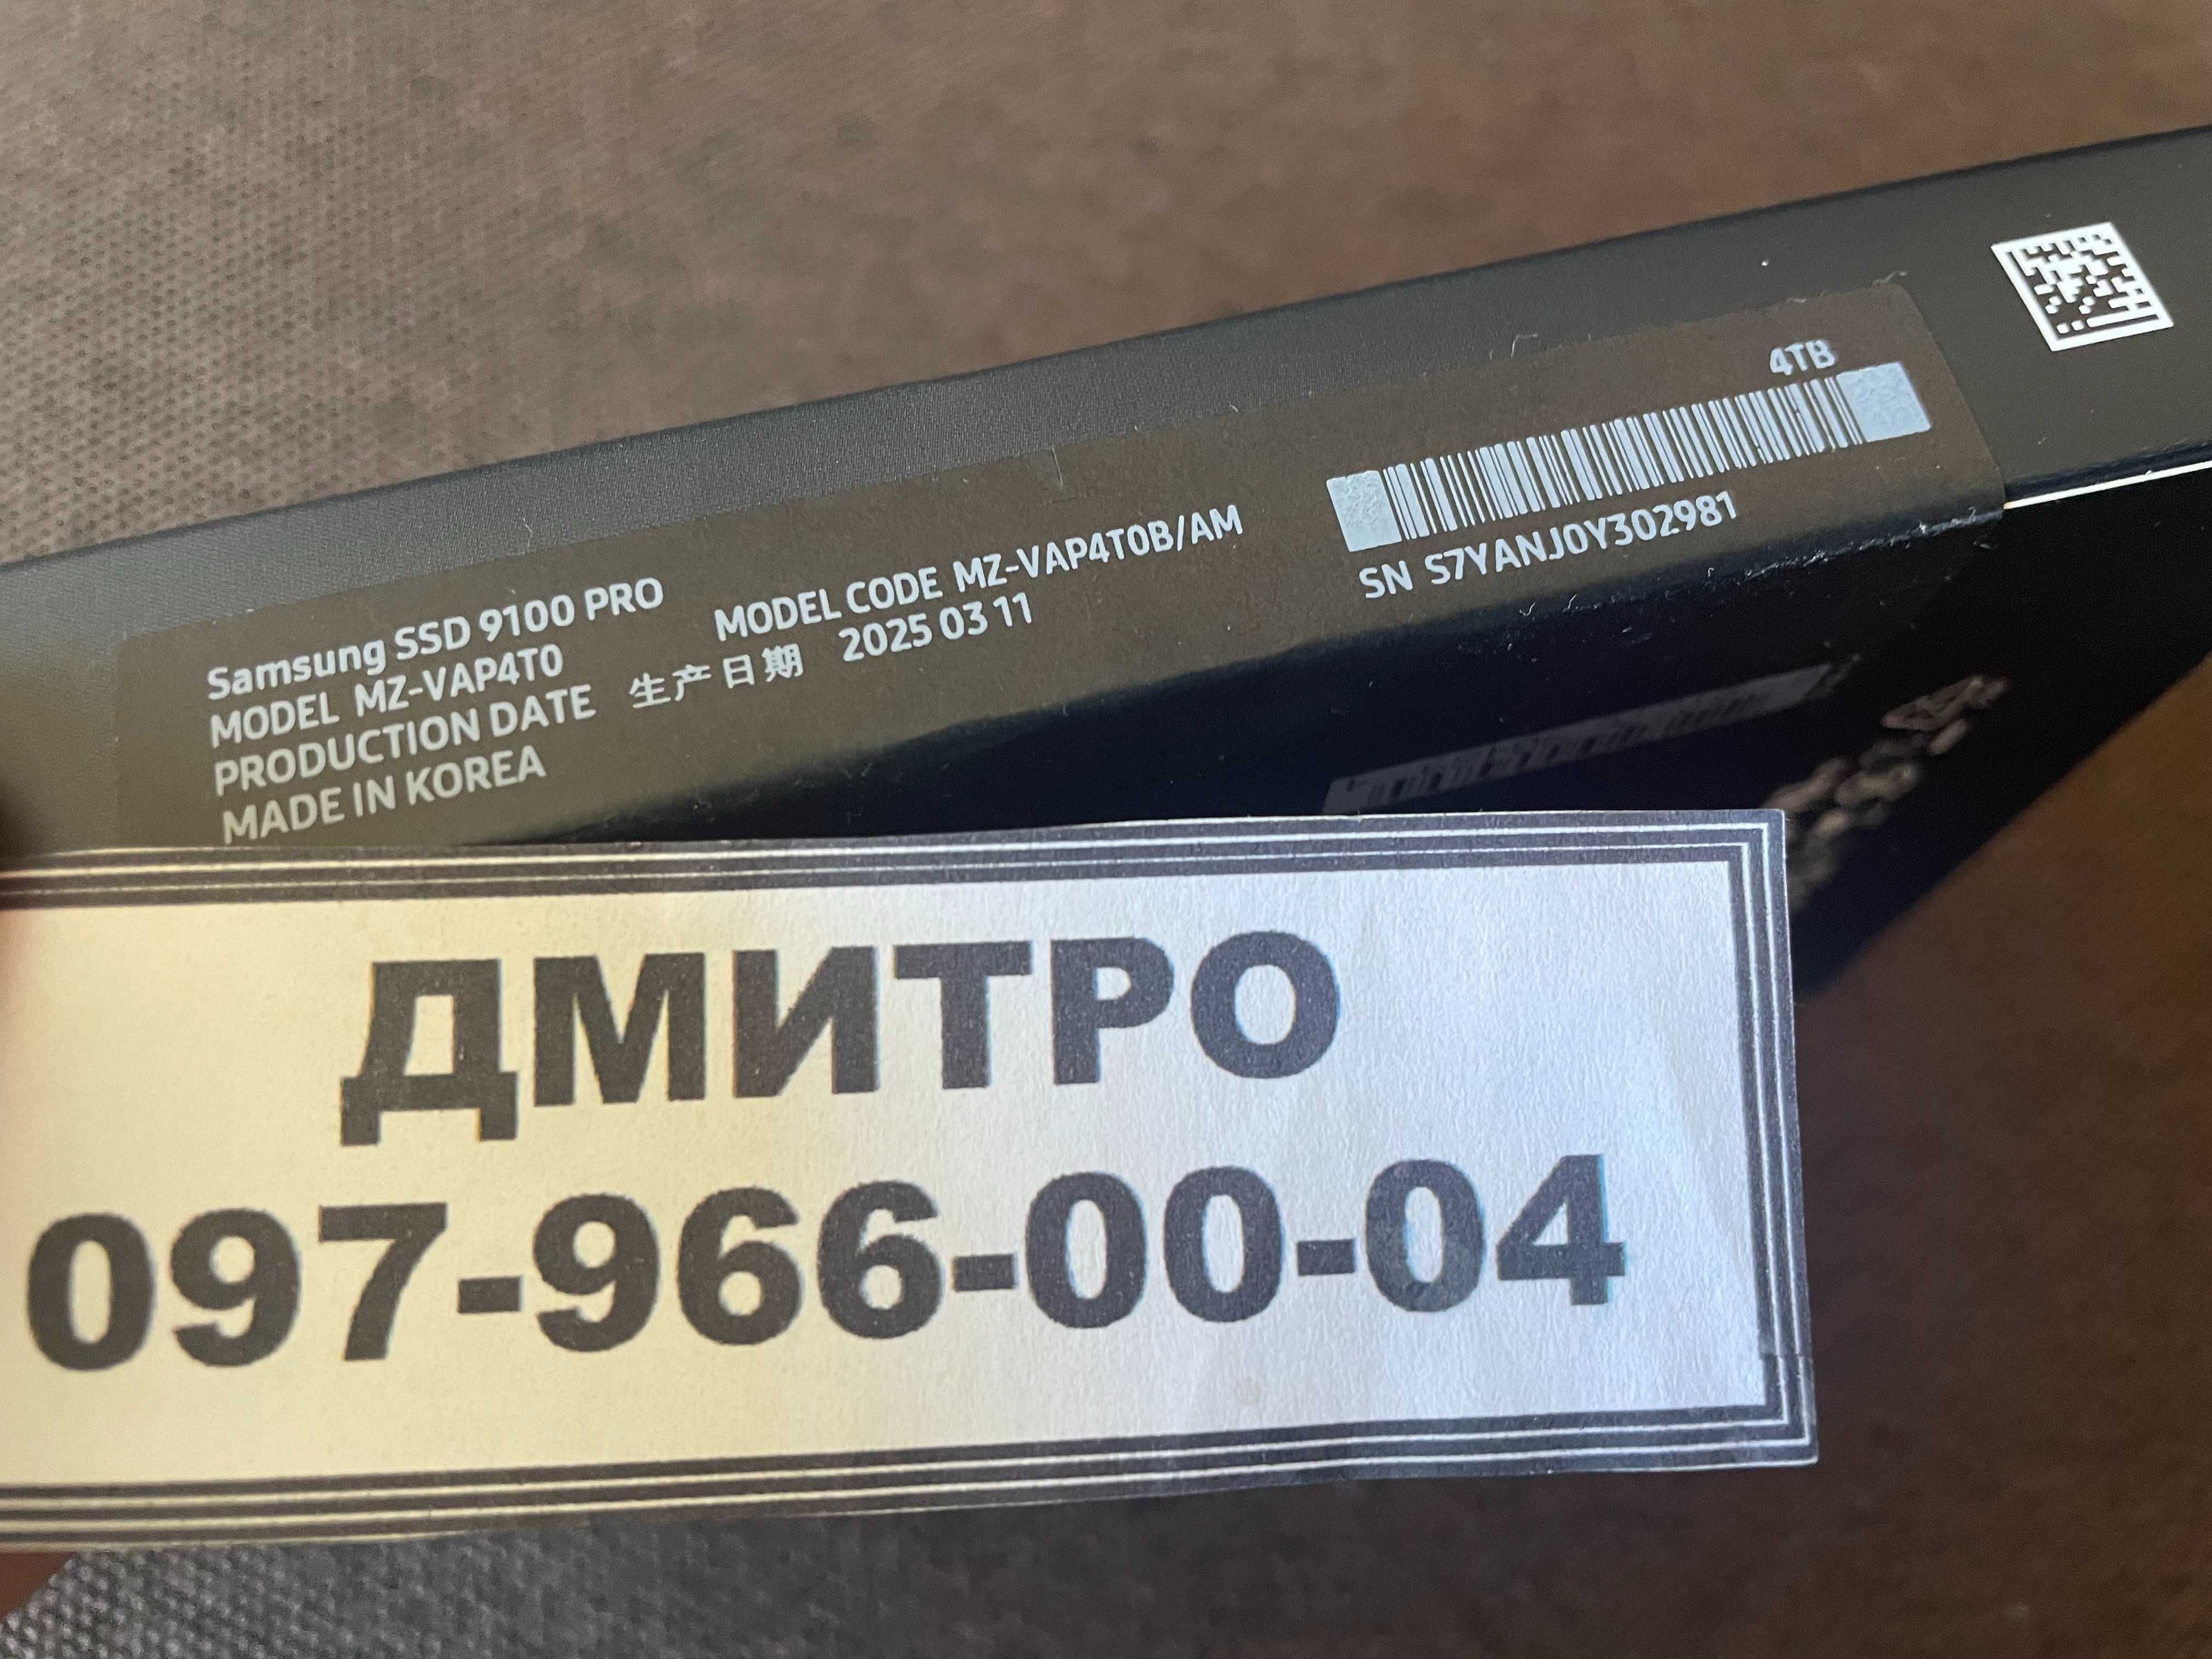 4TB
Samsung SSD 9100 PRO
MODEL MZ-VAP4T0 MODEL CODE MZ-VAP4T0B/AM
PRODUCTION DATE 生产日期 2025 03 11
MADE IN KOREA
SN S7YANJ0Y302981
ДМИТРО
097-966-00-04